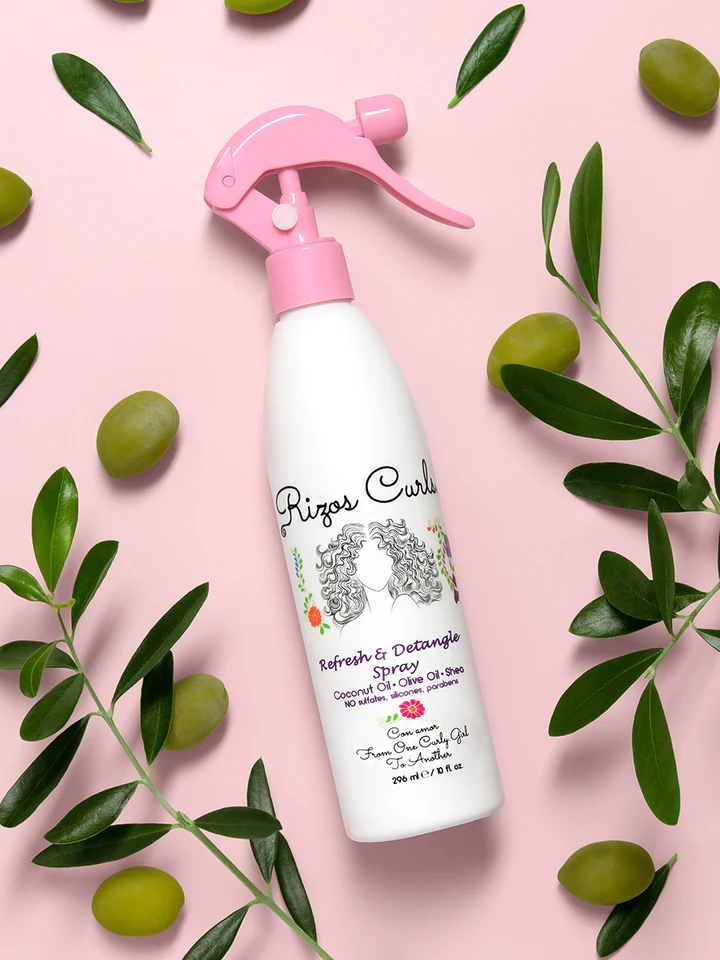 Rizos Curls
Refresh & Detangle
Spray
Coconut Oil • Olive Oil • Shea
NO sulfates, silicones, parabens
Con amor
From One Curly Girl
To Another
296 ml ℮ / 10 fl. oz.